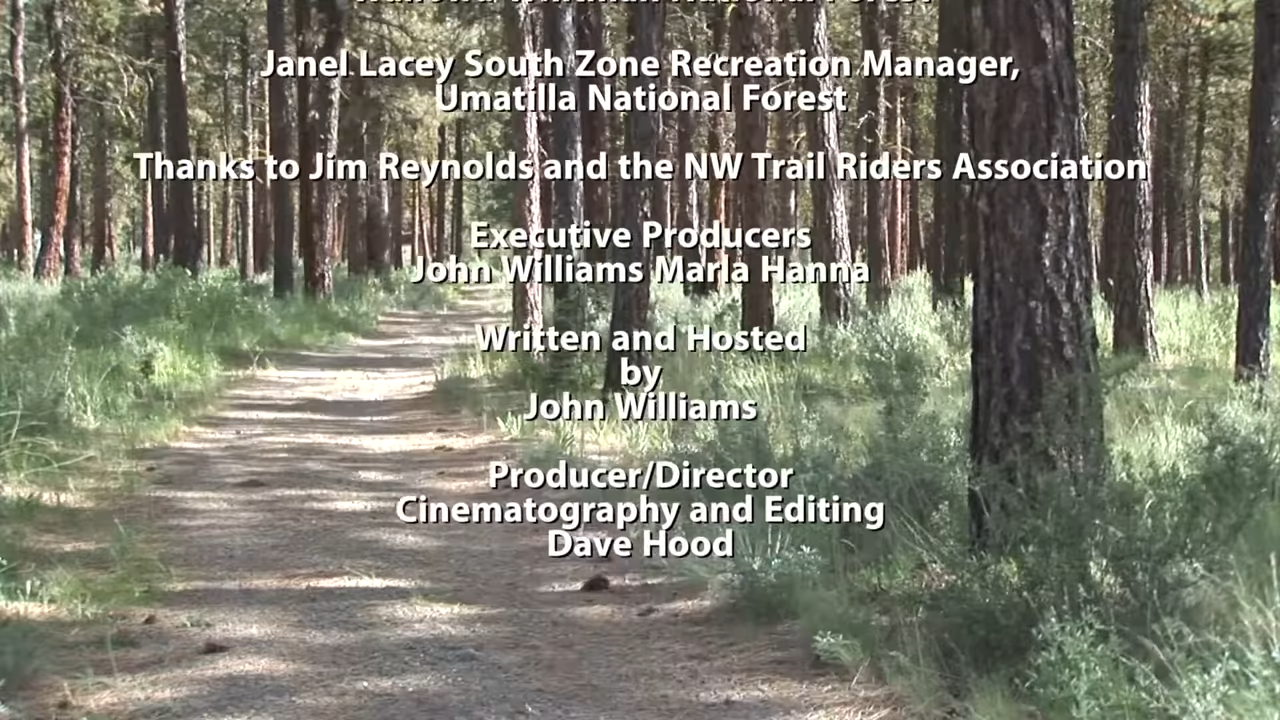 Janel Lacey South Zone Recreation Manager,
Umatilla National Forest
Thanks to Jim Reynolds and the NW Trail Riders Association
Executive Producers
John Williams Marla Hanna
Written and Hosted
by
John Williams
Producer/Director
Cinematography and Editing
Dave Hood